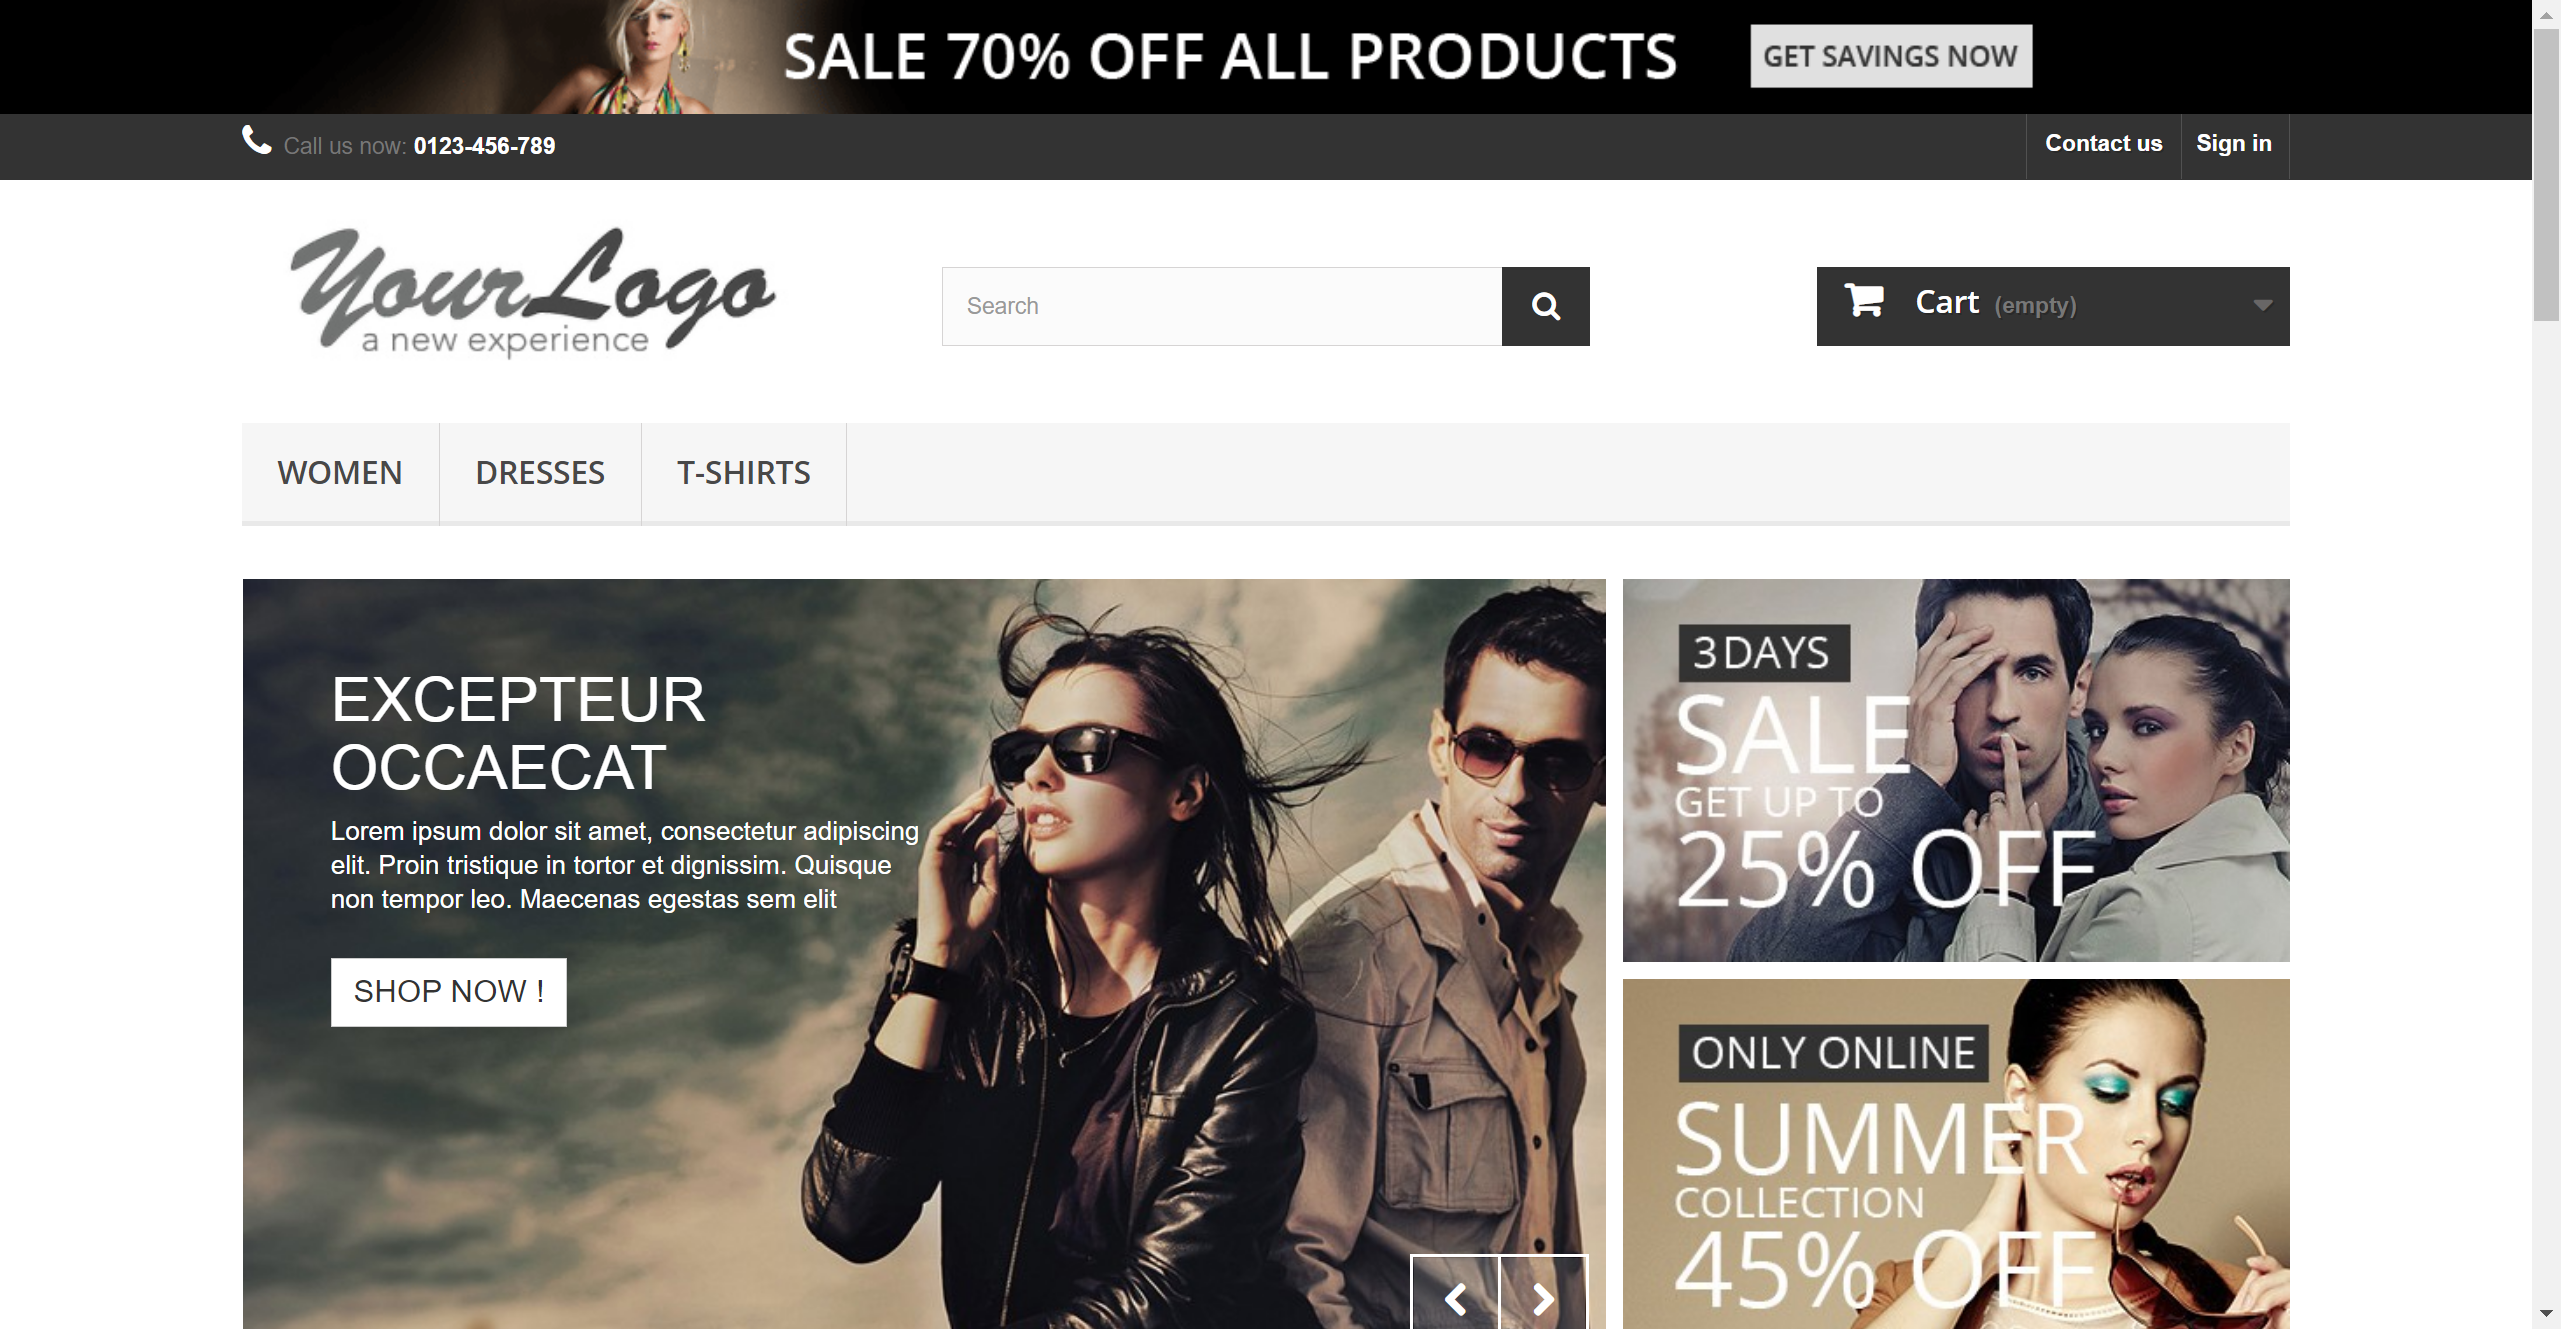 SALE 70% OFF ALL PRODUCTS
GET SAVINGS NOW
Call us now: 0123-456-789
Contact us
Sign in
YourLogo
a new experience
Search
Cart (empty)
WOMEN
DRESSES
T-SHIRTS
EXCEPTEUR
OCCAECAT
Lorem ipsum dolor sit amet, consectetur adipiscing
elit. Proin tristique in tortor et dignissim. Quisque
non tempor leo. Maecenas egestas sem elit
SHOP NOW !
3 DAYS
SALE
GET UP TO
25% OFF
ONLY ONLINE
SUMMER
COLLECTION
45% OFF